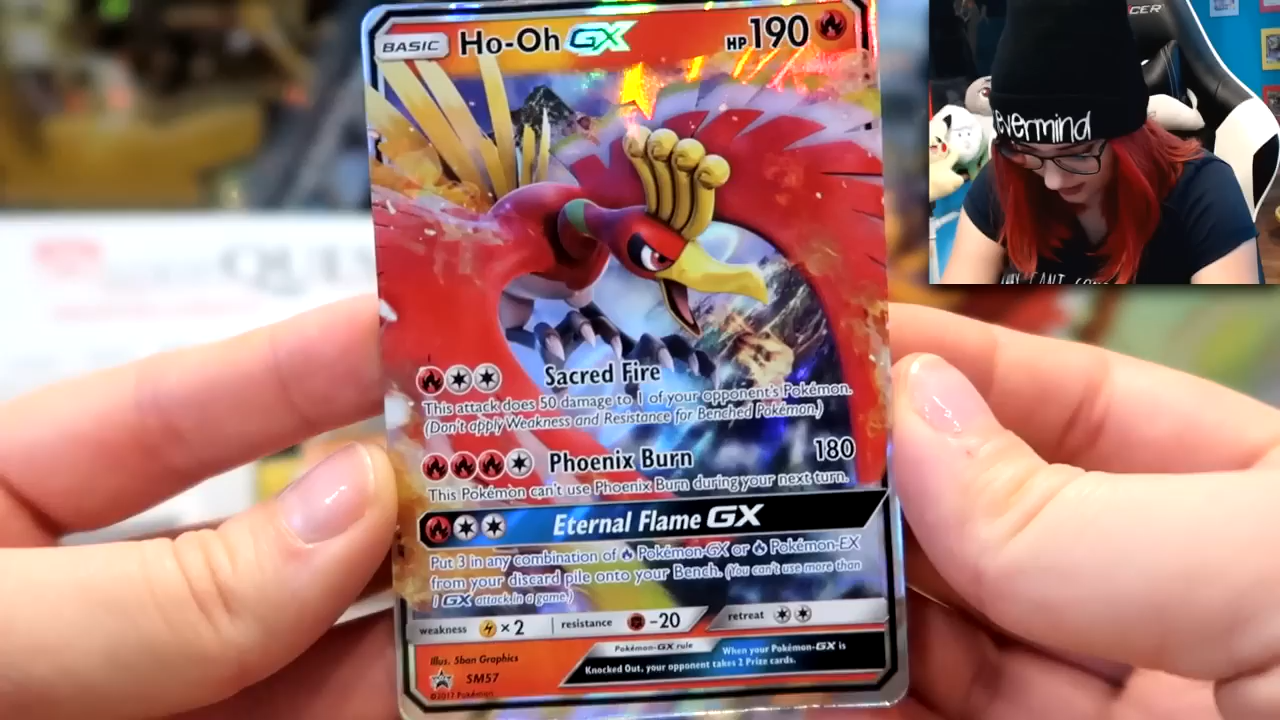 BASIC Ho-Oh GX HP190
Sacred Fire
This attack does 50 damage to 1 of your opponent's Pokémon.
(Don't apply Weakness and Resistance for Benched Pokémon.)
Phoenix Burn 180
This Pokémon can't use Phoenix Burn during your next turn.
Eternal Flame GX
Put 3 in any combination of Pokémon-GX or Pokémon-EX
from your discard pile onto your Bench. (You can't use more than
1 GX attack in a game.)
weakness ×2 resistance -20 retreat
Pokémon-GX rule When your Pokémon-GX is
Knocked Out, your opponent takes 2 Prize cards.
Illus. 5ban Graphics
SM57
©2017 Pokémon
evermind
CER
CAN'T